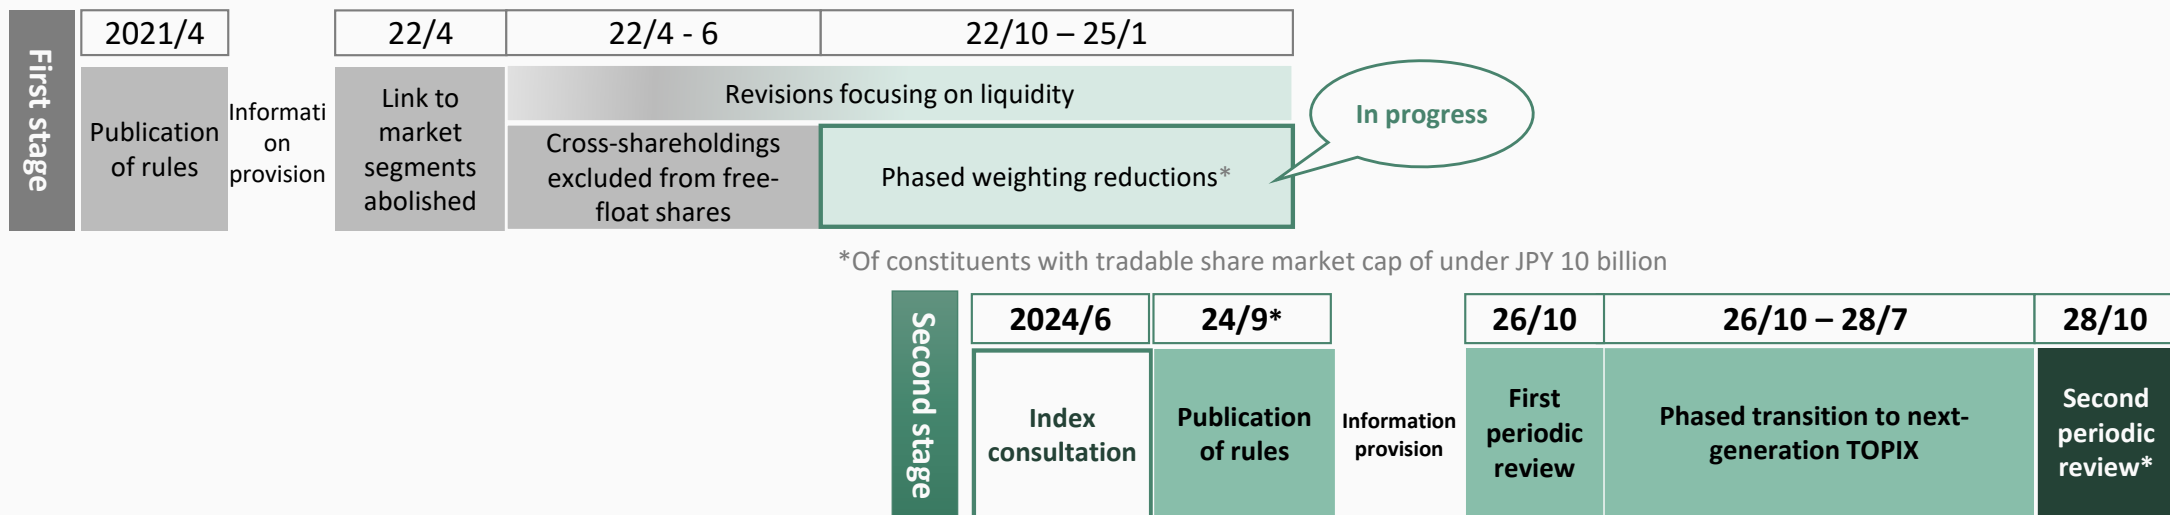 First stage
2021/4
22/4
22/4 - 6
22/10 – 25/1
Publication
of rules
Informati
on
provision
Link to
market
segments
abolished
Revisions focusing on liquidity
Cross-shareholdings
excluded from free-
float shares
Phased weighting reductions*
In progress
*Of constituents with tradable share market cap of under JPY 10 billion
Second stage
2024/6
24/9*
26/10
26/10 – 28/7
28/10
Index
consultation
Publication
of rules
Information
provision
First
periodic
review
Phased transition to next-
generation TOPIX
Second
periodic
review*